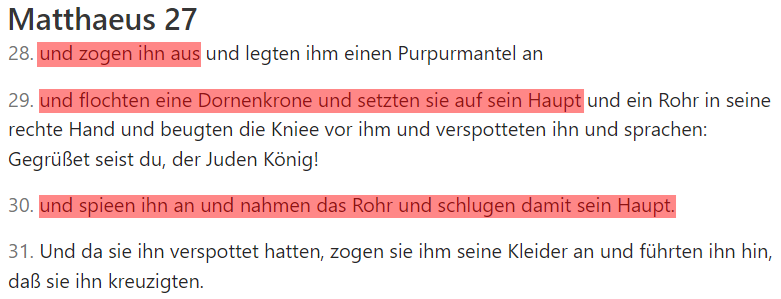 Matthaeus 27
28. und zogen ihn aus und legten ihm einen Purpurmantel an
29. und flochten eine Dornenkrone und setzten sie auf sein Haupt und ein Rohr in seine
rechte Hand und beugten die Kniee vor ihm und verspotteten ihn und sprachen:
Gegrüßet seist du, der Juden König!
30. und spieen ihn an und nahmen das Rohr und schlugen damit sein Haupt.
31. Und da sie ihn verspottet hatten, zogen sie ihm seine Kleider an und führten ihn hin,
daß sie ihn kreuzigten.